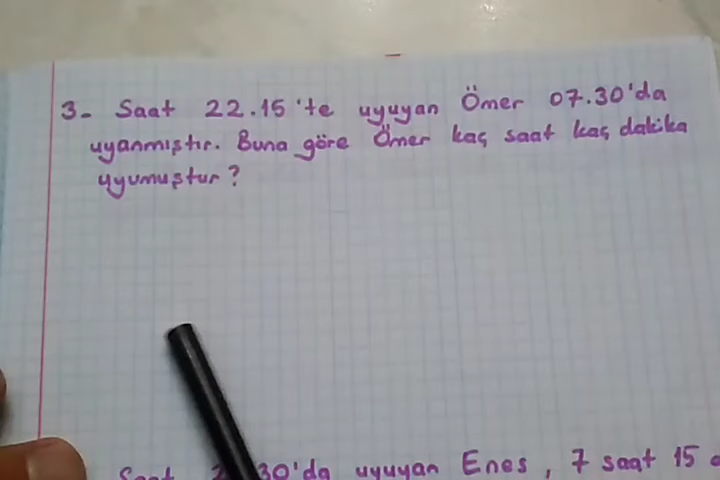 3- Saat 22.15'te uyuyan Ömer 07.30'da
uyanmıştır. Buna göre Ömer kaç saat kaç dakika
uyumuştur?
Saat 30'da uyuyan Enes, 7 saat 15